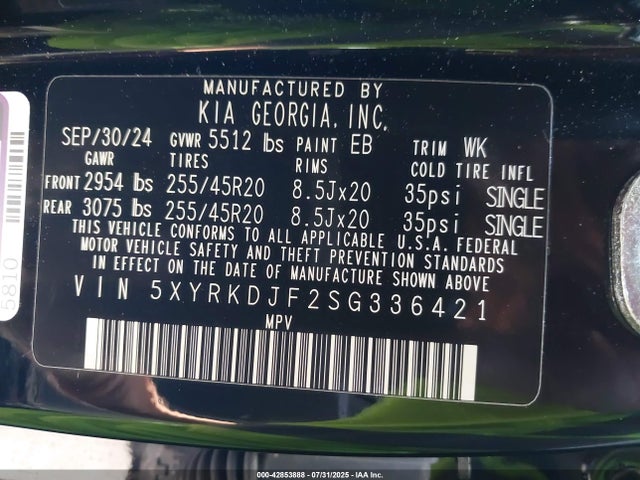 MANUFACTURED BY
KIA GEORGIA, INC.
SEP/30/24 GVWR 5512 lbs PAINT EB TRIM WK
GAWR TIRES RIMS COLD TIRE INFL
FRONT 2954 lbs 255/45R20 8.5Jx20 35psi SINGLE
REAR 3075 lbs 255/45R20 8.5Jx20 35psi SINGLE
THIS VEHICLE CONFORMS TO ALL APPLICABLE U.S.A. FEDERAL
MOTOR VEHICLE SAFETY AND THEFT PREVENTION STANDARDS
IN EFFECT ON THE DATE OF MANUFACTURE SHOWN ABOVE
VIN 5XYRKDJF2SG336421
MPV
5810
000-42853888 - 07/31/2025 - IAA Inc.